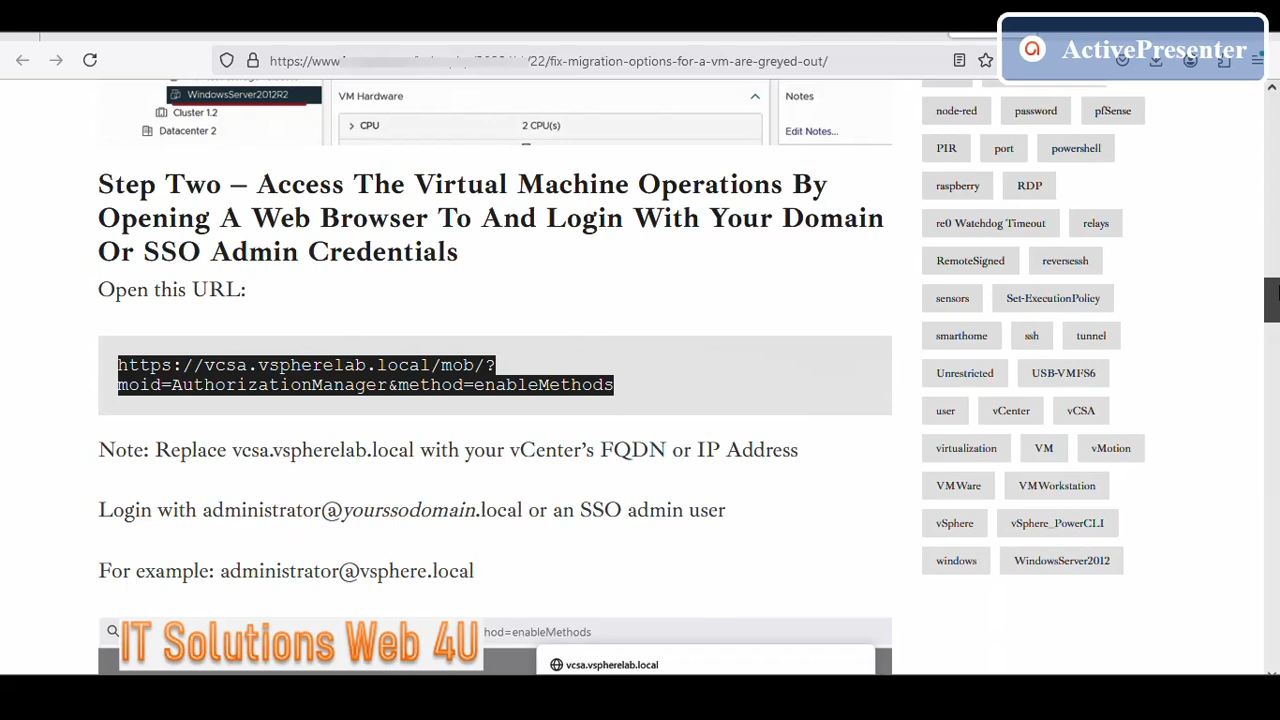 ActivePresenter
https://www. 22/fix-migration-options-for-a-vm-are-greyed-out/
WindowsServer2012R2
Cluster 1.2
Datacenter 2
VM Hardware
CPU
2 CPU(s)
Notes
Edit Notes...
Step Two – Access The Virtual Machine Operations By
Opening A Web Browser To And Login With Your Domain
Or SSO Admin Credentials
Open this URL:
https://vcsa.vspherelab.local/mob/?
moid=AuthorizationManager&method=enableMethods
Note: Replace vcsa.vspherelab.local with your vCenter's FQDN or IP Address
Login with administrator@yourssodomain.local or an SSO admin user
For example: administrator@vsphere.local
hod=enableMethods
vcsa.vspherelab.local
IT Solutions Web 4U
node-red password pfSense
PIR port powershell
raspberry RDP
re0 Watchdog Timeout relays
RemoteSigned reversessh
sensors Set-ExecutionPolicy
smarthome ssh tunnel
Unrestricted USB-VMFS6
user vCenter vCSA
virtualization VM vMotion
VMWare VMWorkstation
vSphere vSphere_PowerCLI
windows WindowsServer2012